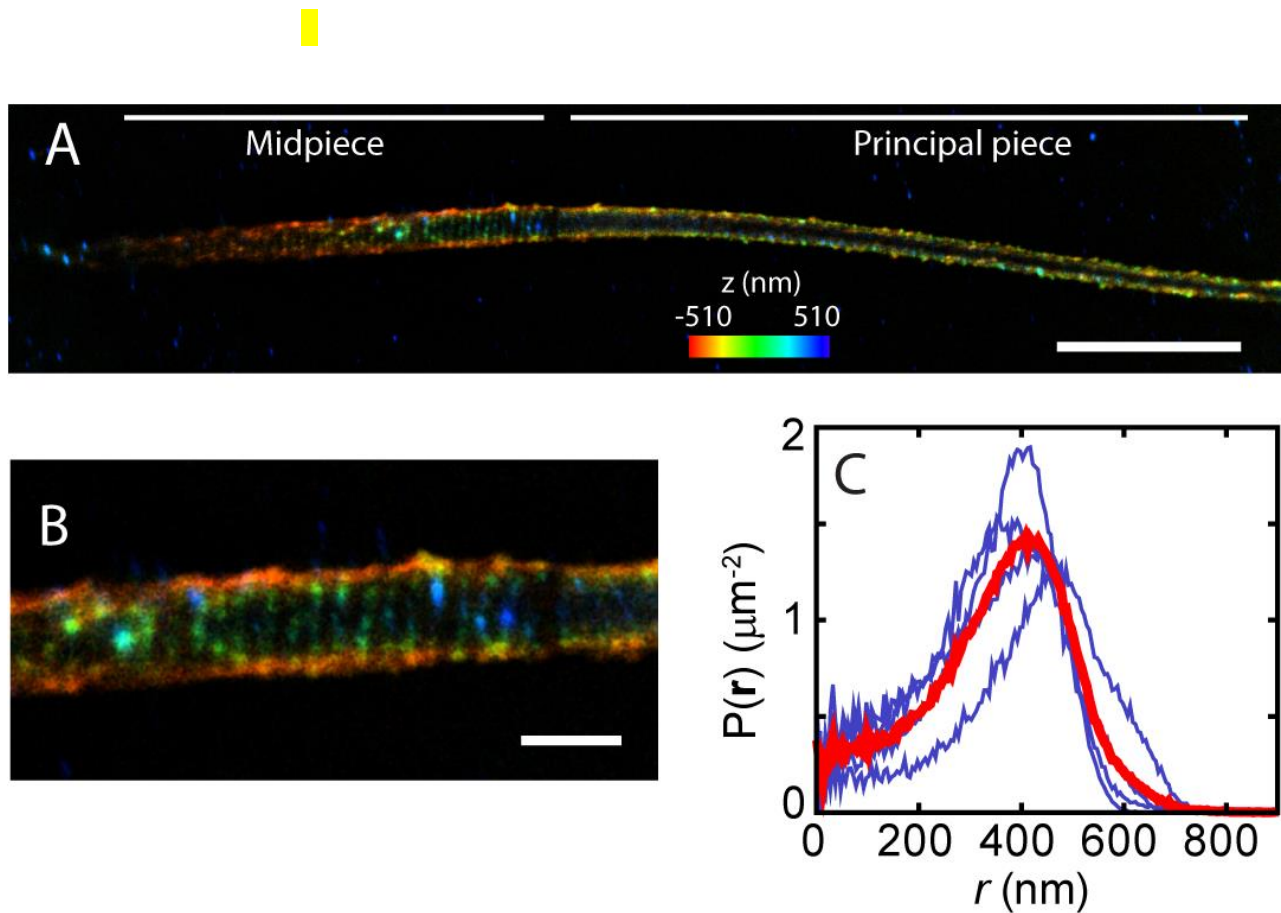 A
Midpiece
Principal piece
z (nm)
-510 510
B
C
2
1
0
P(r) (μm⁻²)
0 200 400 600 800
r (nm)